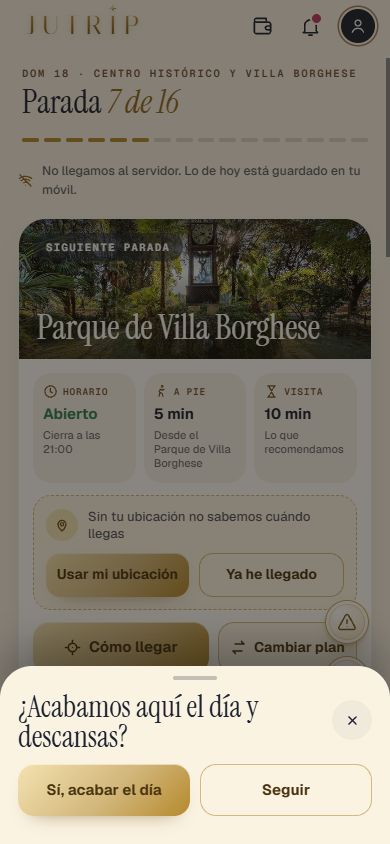 JUTRIP
DOM 18 · CENTRO HISTÓRICO Y VILLA BORGHESE
Parada 7 de 16
No llegamos al servidor. Lo de hoy está guardado en tu
móvil.
SIGUIENTE PARADA
Parque de Villa Borghese
HORARIO
Abierto
Cierra a las
21:00
A PIE
5 min
Desde el
Parque de Villa
Borghese
VISITA
10 min
Lo que
recomendamos
Sin tu ubicación no sabemos cuándo
llegas
Usar mi ubicación
Ya he llegado
Cómo llegar
Cambiar plan
¿Acabamos aquí el día y
descansas?
Sí, acabar el día
Seguir